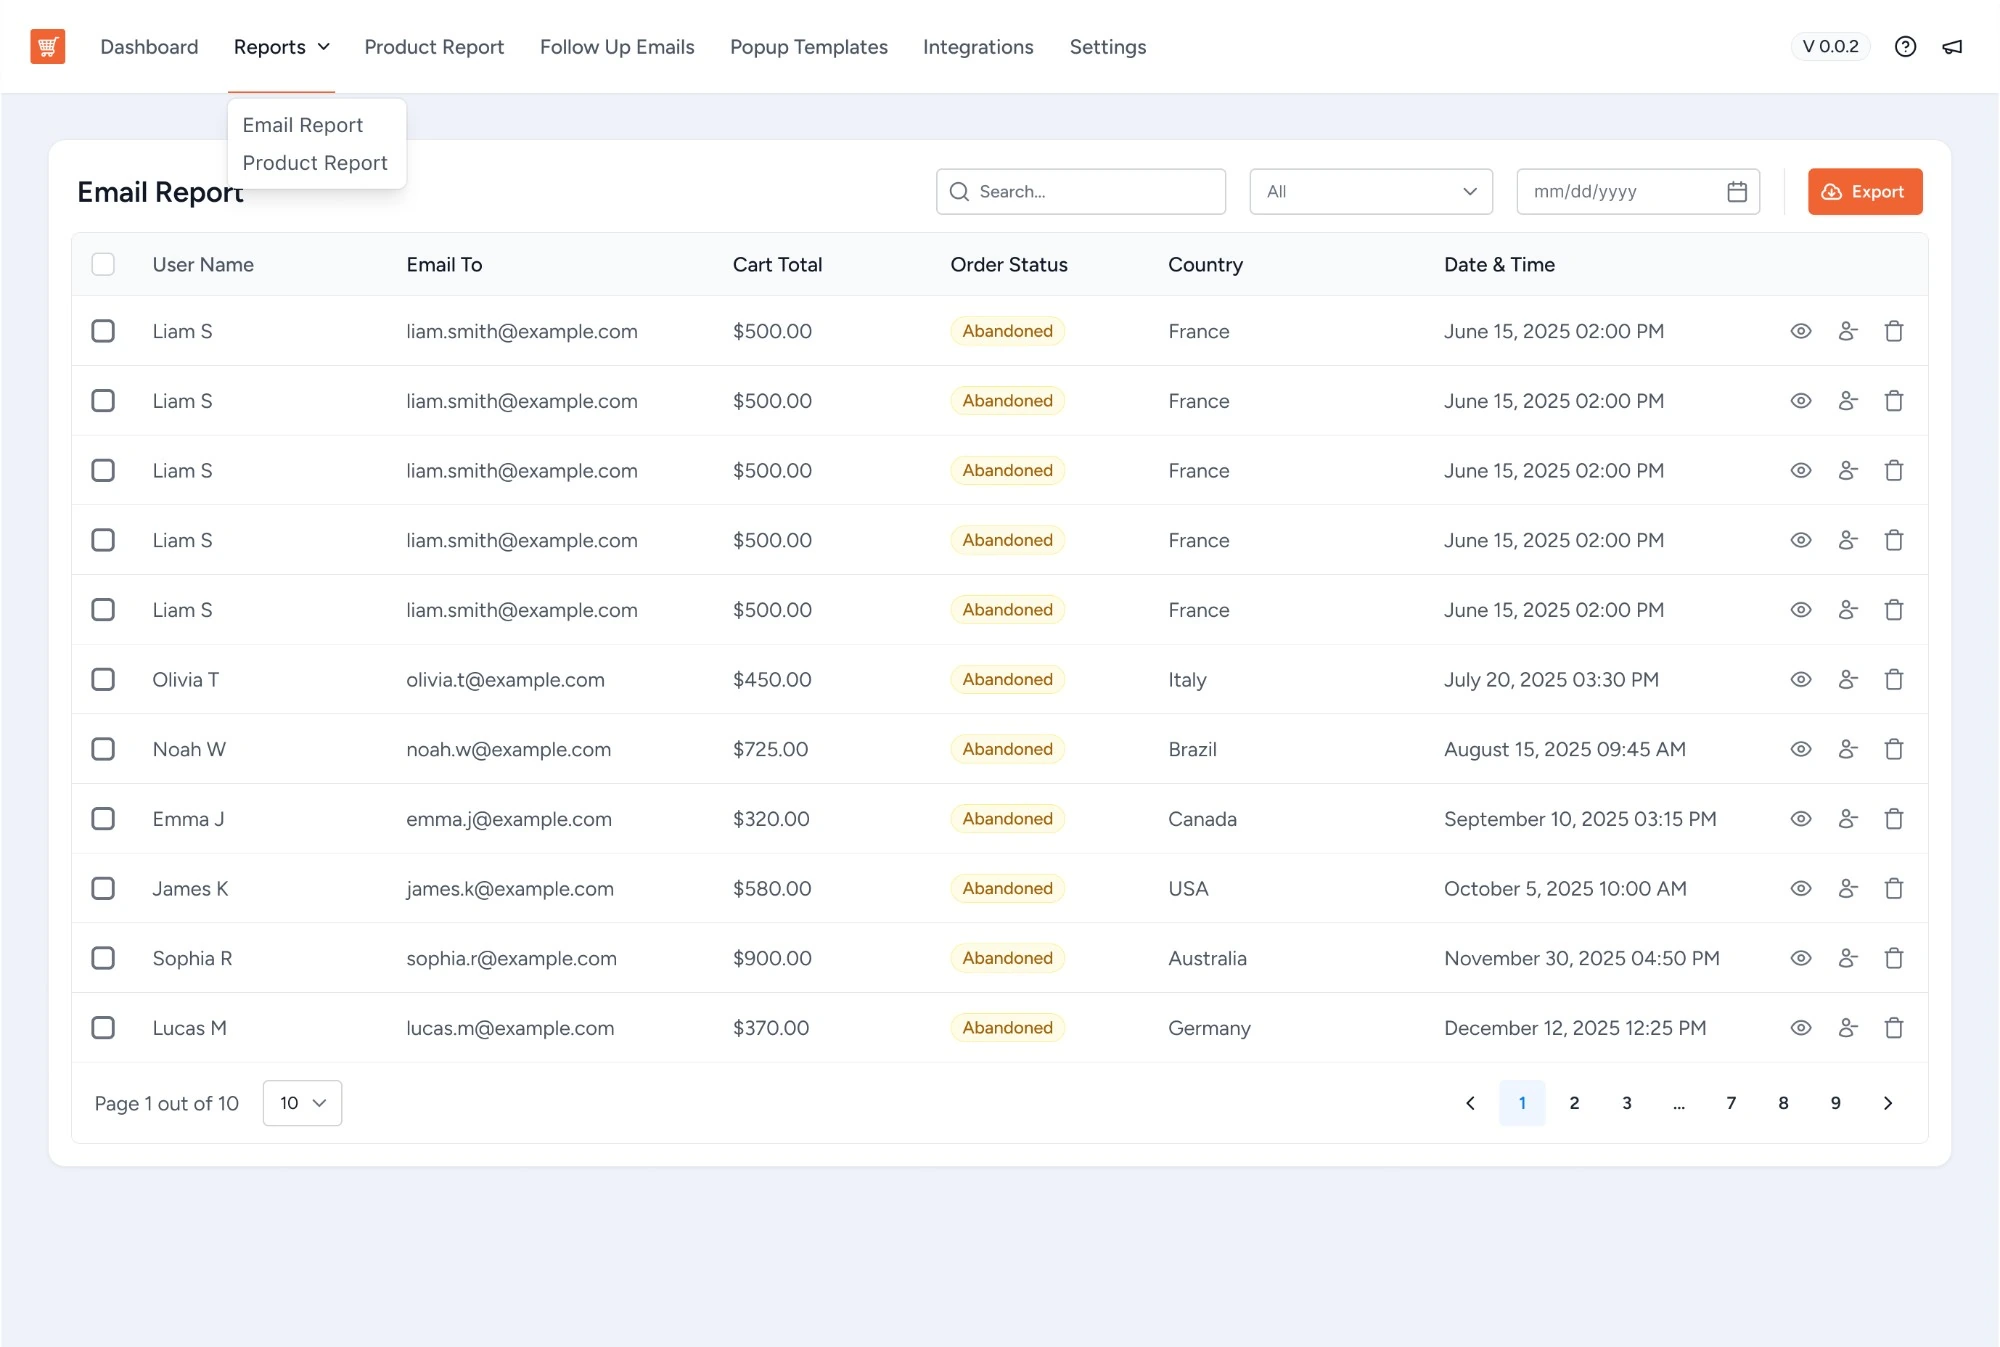 Dashboard Reports Product Report Follow Up Emails Popup Templates Integrations Settings V 0.0.2
Email Report
Product Report
Email Report Search... All mm/dd/yyyy Export
User Name Email To Cart Total Order Status Country Date & Time
Liam S liam.smith@example.com $500.00 Abandoned France June 15, 2025 02:00 PM
Liam S liam.smith@example.com $500.00 Abandoned France June 15, 2025 02:00 PM
Liam S liam.smith@example.com $500.00 Abandoned France June 15, 2025 02:00 PM
Liam S liam.smith@example.com $500.00 Abandoned France June 15, 2025 02:00 PM
Liam S liam.smith@example.com $500.00 Abandoned France June 15, 2025 02:00 PM
Olivia T olivia.t@example.com $450.00 Abandoned Italy July 20, 2025 03:30 PM
Noah W noah.w@example.com $725.00 Abandoned Brazil August 15, 2025 09:45 AM
Emma J emma.j@example.com $320.00 Abandoned Canada September 10, 2025 03:15 PM
James K james.k@example.com $580.00 Abandoned USA October 5, 2025 10:00 AM
Sophia R sophia.r@example.com $900.00 Abandoned Australia November 30, 2025 04:50 PM
Lucas M lucas.m@example.com $370.00 Abandoned Germany December 12, 2025 12:25 PM
Page 1 out of 10 10 1 2 3 ... 7 8 9